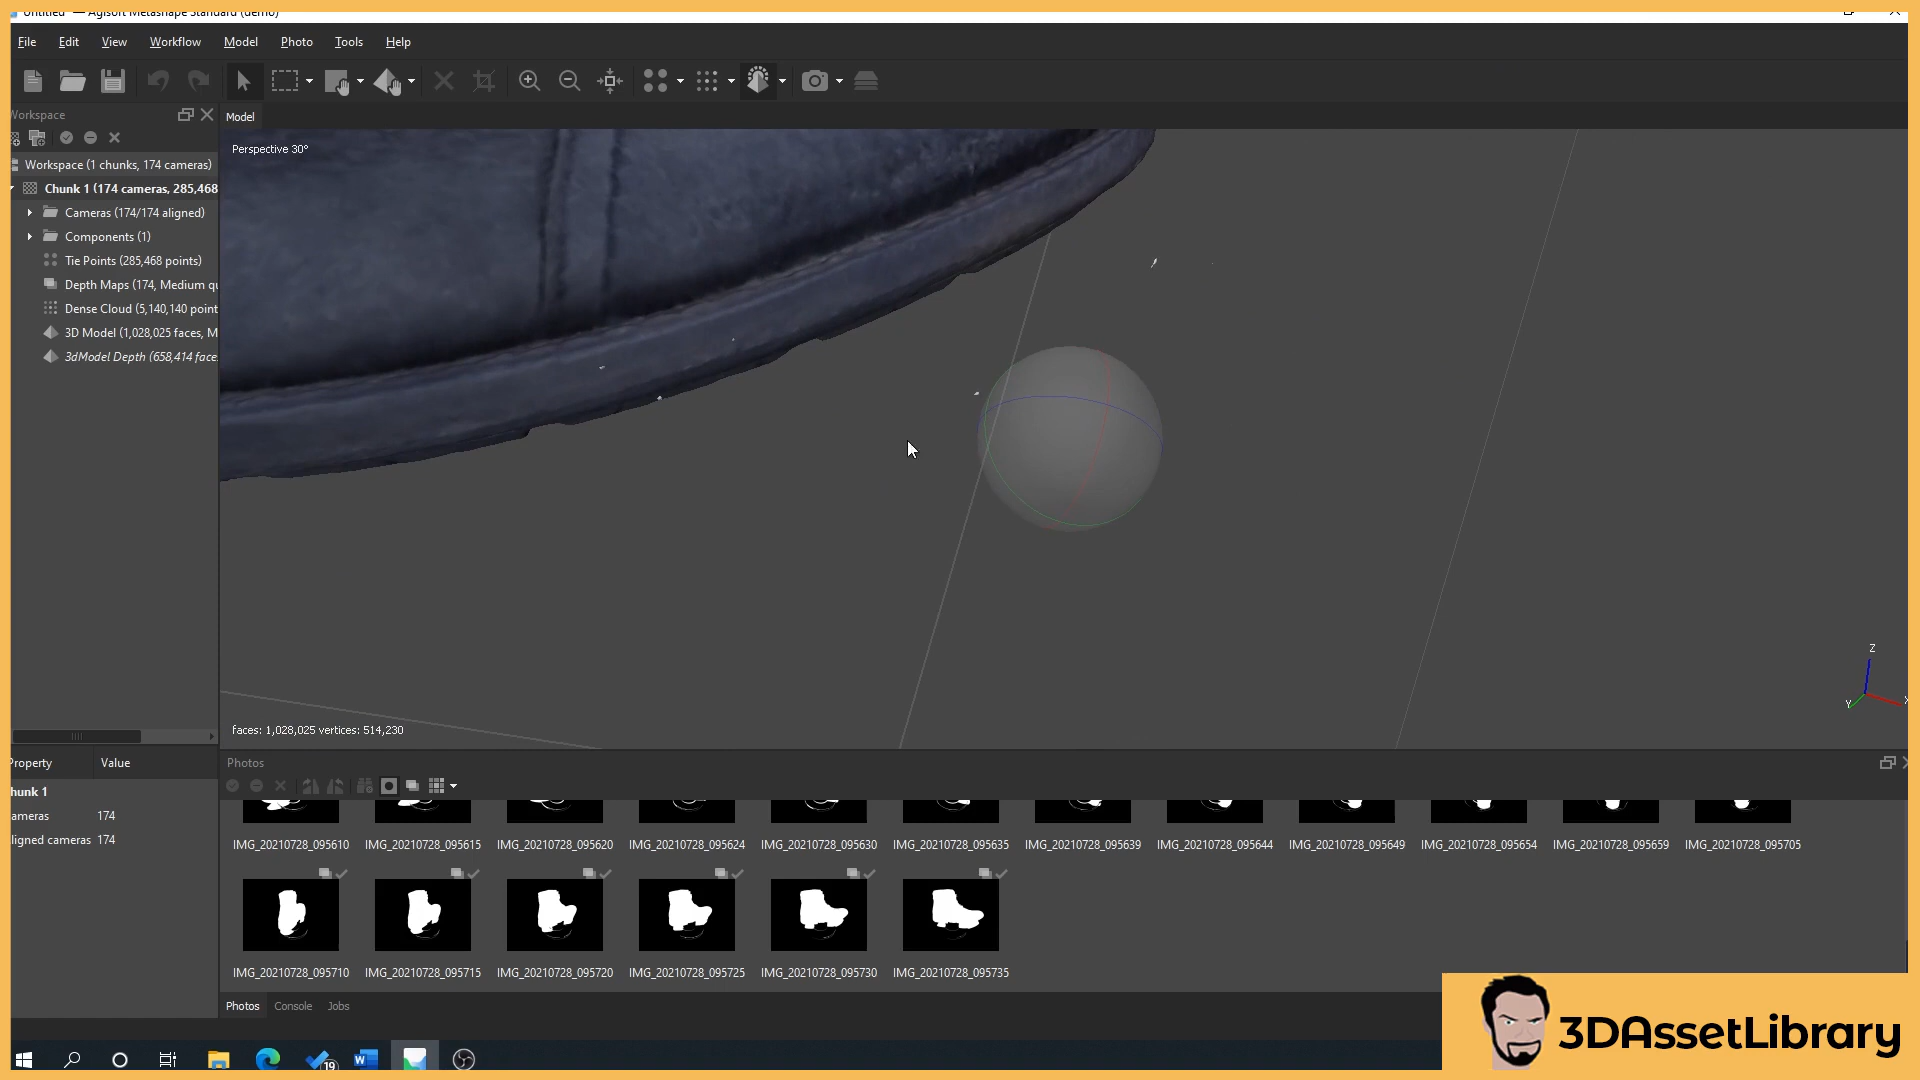 Untitled — Agisoft Metashape Standard (demo)
File Edit View Workflow Model Photo Tools Help
Workspace
Model
Perspective 30°
Workspace (1 chunks, 174 cameras)
Chunk 1 (174 cameras, 285,468
Cameras (174/174 aligned)
Components (1)
Tie Points (285,468 points)
Depth Maps (174, Medium qu
Dense Cloud (5,140,140 point
3D Model (1,028,025 faces, M
3dModel Depth (658,414 face
Z
Y
X
faces: 1,028,025 vertices: 514,230
Property Value
hunk 1
ameras 174
ligned cameras 174
Photos
IMG_20210728_095610 IMG_20210728_095615 IMG_20210728_095620 IMG_20210728_095624 IMG_20210728_095630 IMG_20210728_095635 IMG_20210728_095639 IMG_20210728_095644 IMG_20210728_095649 IMG_20210728_095654 IMG_20210728_095659 IMG_20210728_095705
IMG_20210728_095710 IMG_20210728_095715 IMG_20210728_095720 IMG_20210728_095725 IMG_20210728_095730 IMG_20210728_095735
Photos Console Jobs
19
3DAssetLibrary